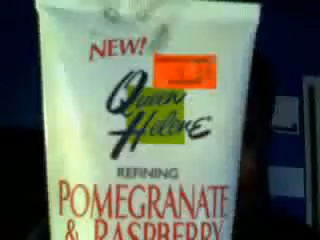 NEW!
Queen
Helene
REFINING
POMEGRANATE
& RASPBERRY